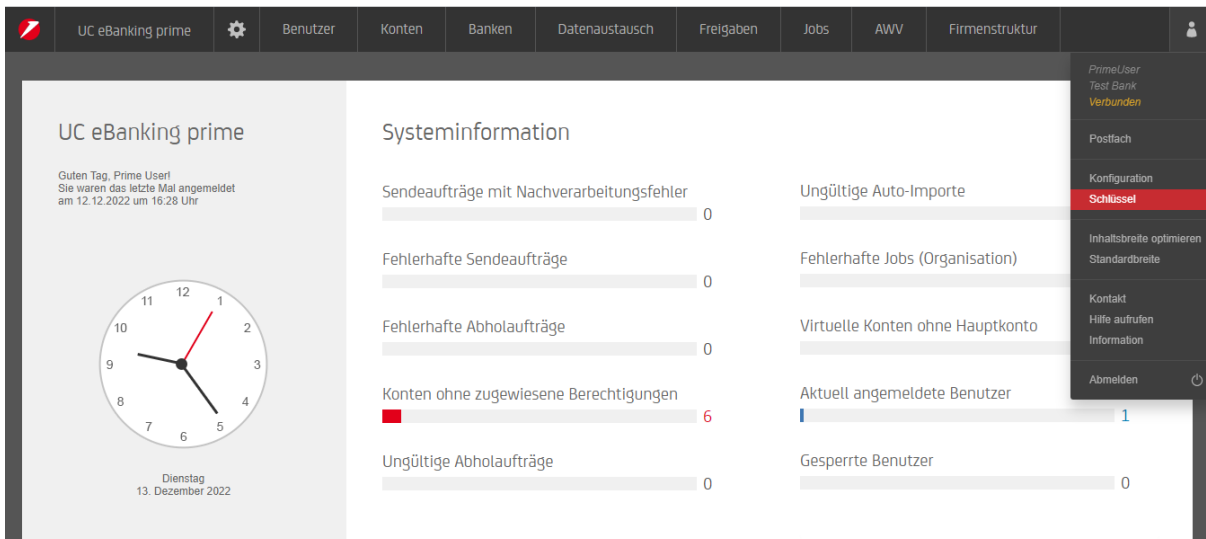 UC eBanking prime
Benutzer
Konten
Banken
Datenaustausch
Freigaben
Jobs
AWV
Firmenstruktur
PrimeUser
Test Bank
Verbunden
Postfach
Konfiguration
Schlüssel
Inhaltsbreite optimieren
Standardbreite
Kontakt
Hilfe aufrufen
Information
Abmelden
UC eBanking prime
Guten Tag, Prime User!
Sie waren das letzte Mal angemeldet
am 12.12.2022 um 16:28 Uhr
12
1
2
3
4
5
6
7
8
9
10
11
Dienstag
13. Dezember 2022
Systeminformation
Sendeaufträge mit Nachverarbeitungsfehler
0
Fehlerhafte Sendeaufträge
0
Fehlerhafte Abholaufträge
0
Konten ohne zugewiesene Berechtigungen
6
Ungültige Abholaufträge
0
Ungültige Auto-Importe
Fehlerhafte Jobs (Organisation)
Virtuelle Konten ohne Hauptkonto
Aktuell angemeldete Benutzer
1
Gesperrte Benutzer
0